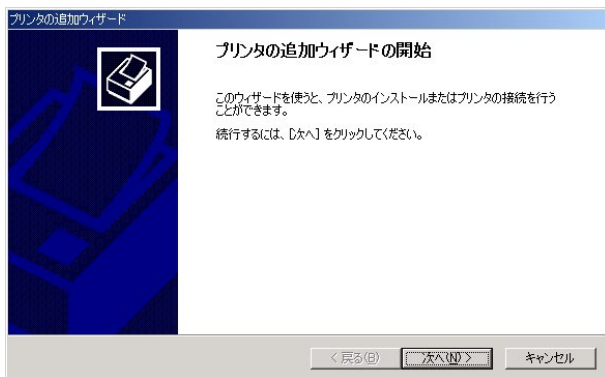 プリンタの追加ウィザード
プリンタの追加ウィザードの開始
このウィザードを使うと、プリンタのインストールまたはプリンタの接続を行う
ことができます。
続行するには、[次へ] をクリックしてください。
< 戻る(B) 次へ(N) > キャンセル